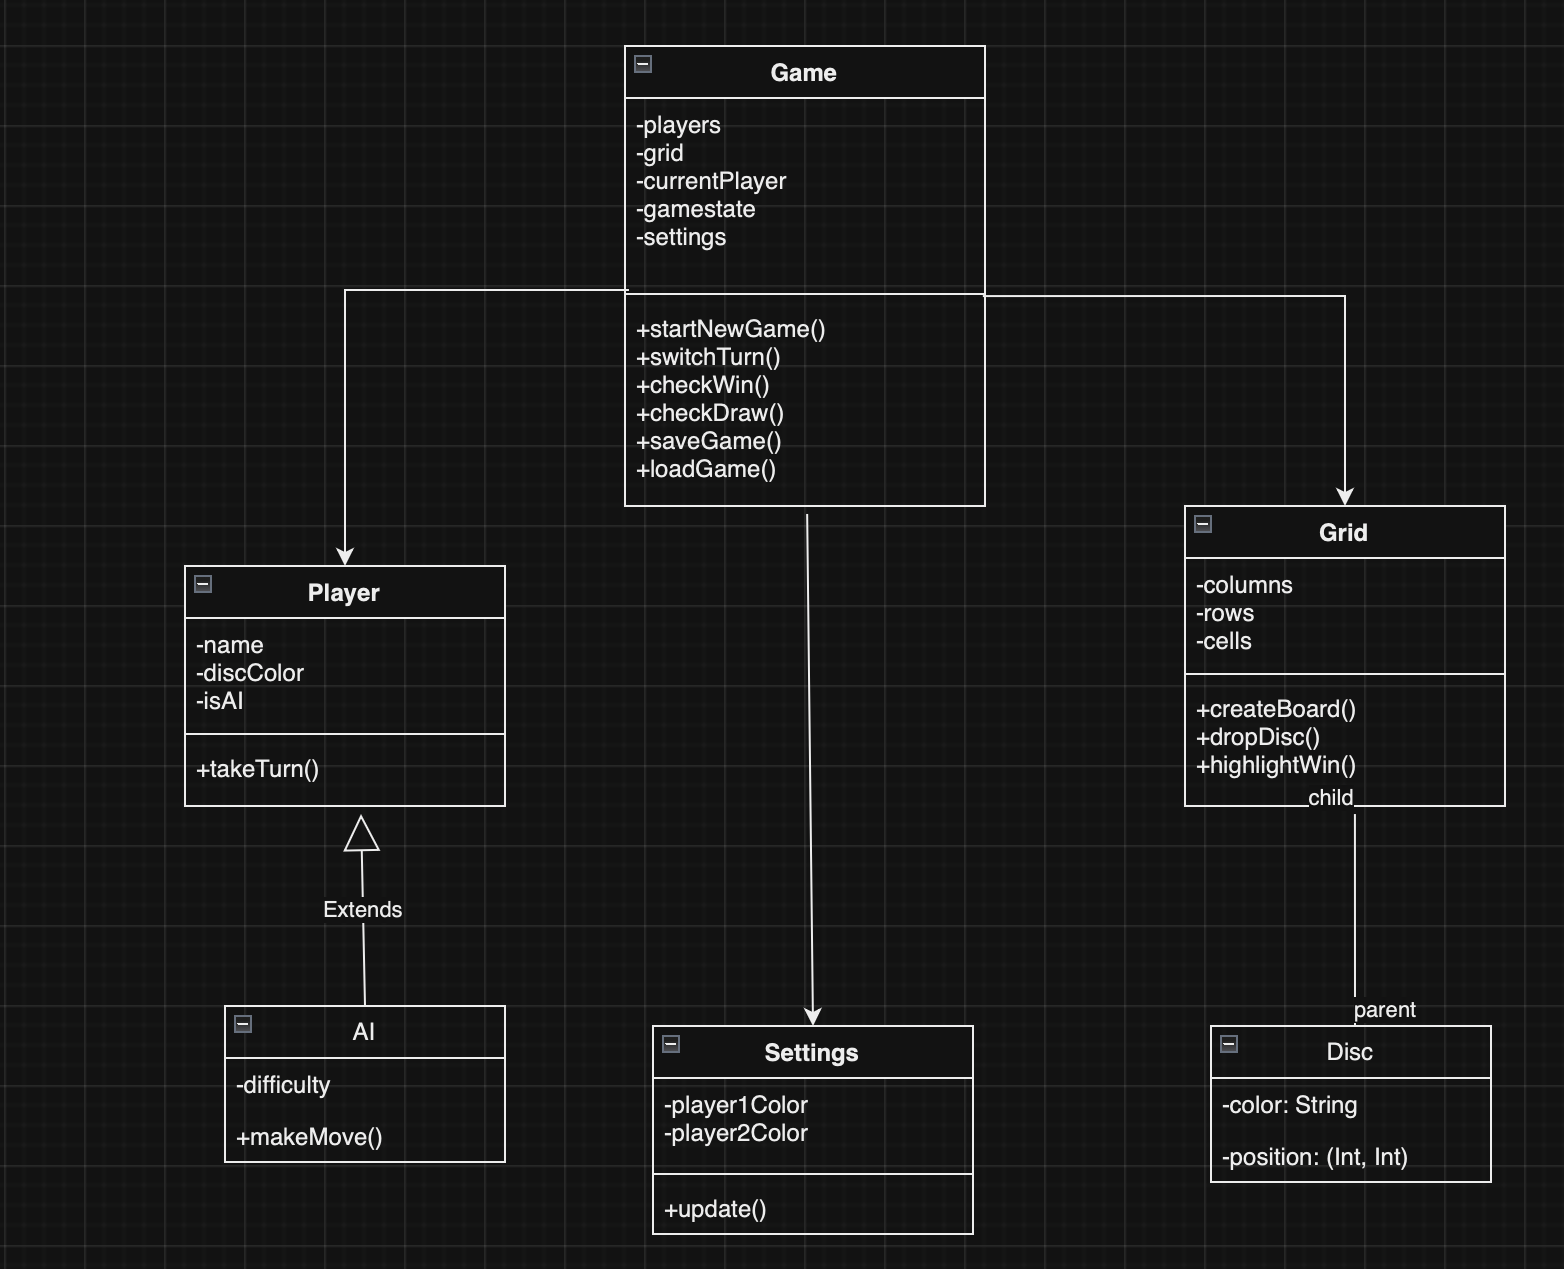 Game
-players
-grid
-currentPlayer
-gamestate
-settings
+startNewGame()
+switchTurn()
+checkWin()
+checkDraw()
+saveGame()
+loadGame()
Player
-name
-discColor
-isAI
+takeTurn()
Grid
-columns
-rows
-cells
+createBoard()
+dropDisc()
+highlightWin()
child
Extends
parent
AI
-difficulty
+makeMove()
Settings
-player1Color
-player2Color
+update()
Disc
-color: String
-position: (Int, Int)